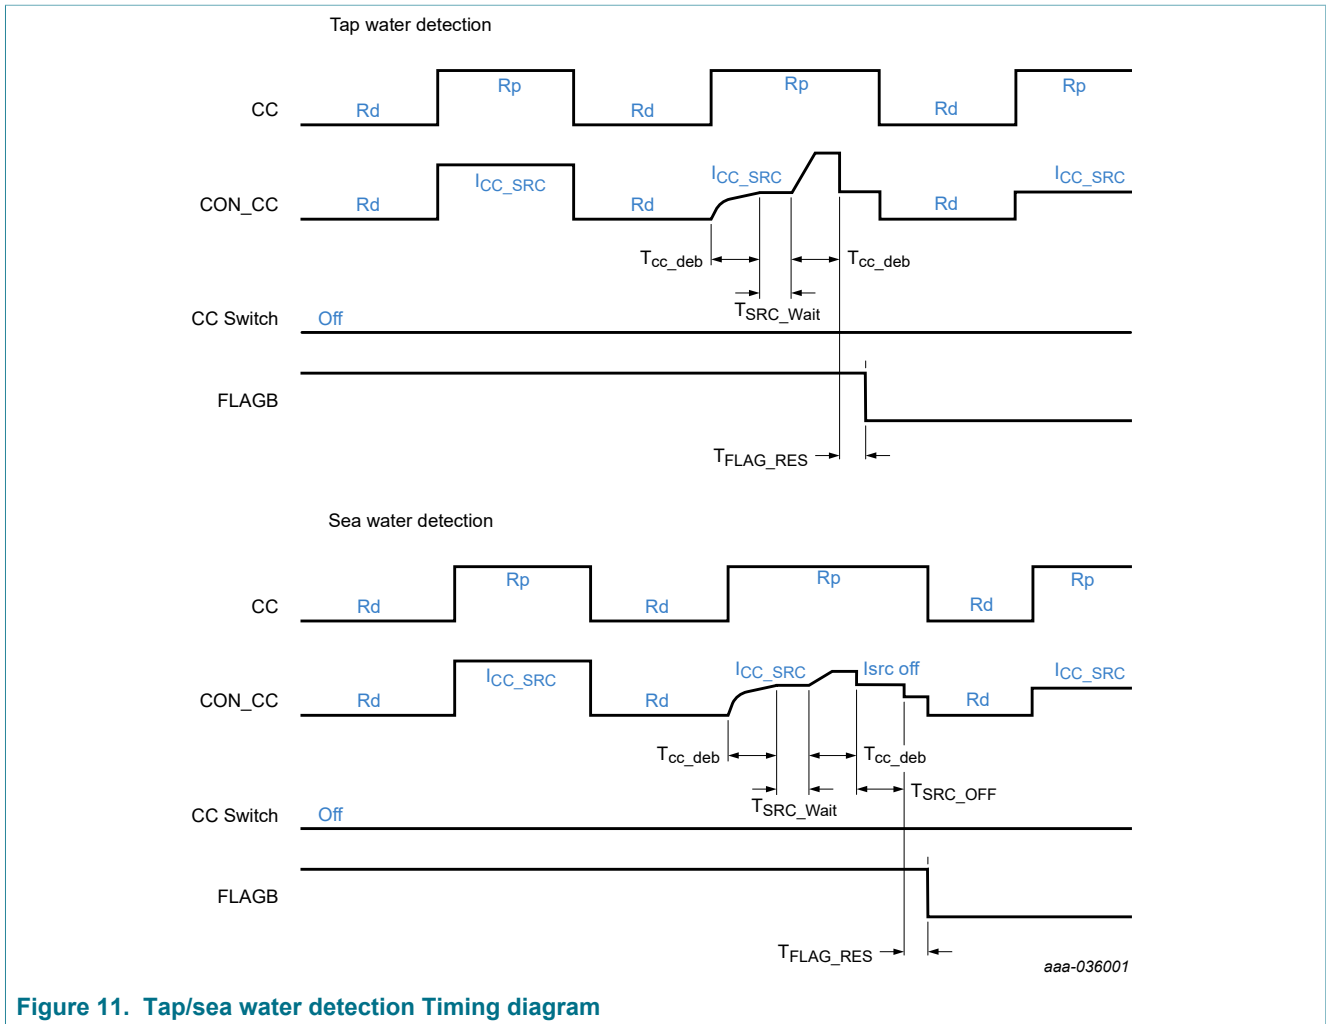 Tap water detection
CC Rd Rp Rd Rp Rd Rp
CON_CC Rd ICC_SRC Rd ICC_SRC Rd ICC_SRC
Tcc_deb Tcc_deb
TSRC_Wait
CC Switch Off
FLAGB
TFLAG_RES
Sea water detection
CC Rd Rp Rd Rp Rd Rp
CON_CC Rd ICC_SRC Rd ICC_SRC Isrc off Rd ICC_SRC
Tcc_deb Tcc_deb
TSRC_Wait TSRC_OFF
CC Switch Off
FLAGB
TFLAG_RES
aaa-036001
Figure 11. Tap/sea water detection Timing diagram